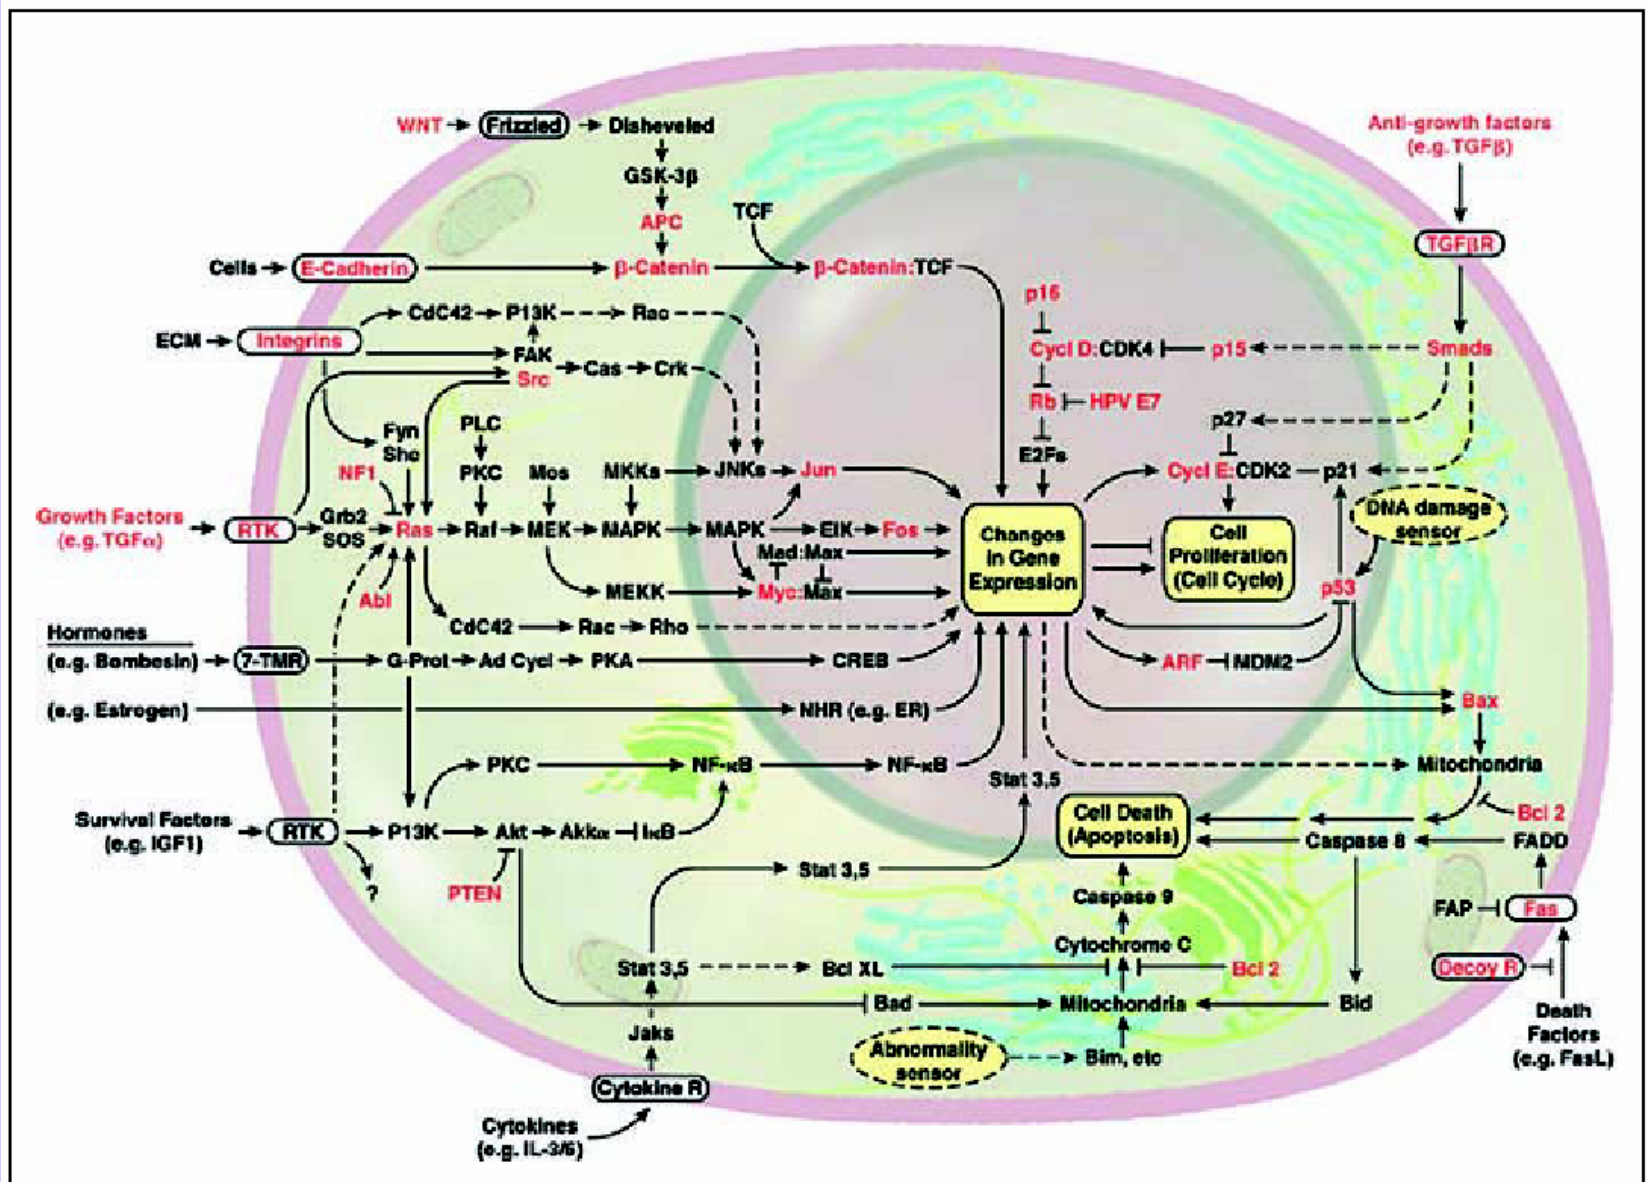 WNT
Frizzled
Disheveled
GSK-3β
APC
TCF
Cells
E-Cadherin
β-Catenin
β-Catenin:TCF
Anti-growth factors
(e.g. TGFβ)
TGFβR
CdC42
P13K
Rac
ECM
Integrins
FAK
Src
Cas
Crk
p16
Cycl D:CDK4
p15
Smads
Rb
HPV E7
p27
E2Fs
Fyn
Shc
PLC
NF1
PKC
Mos
MKKs
JNKs
Jun
Cycl E:CDK2
p21
DNA damage
sensor
Growth Factors
(e.g. TGFα)
RTK
Grb2
SOS
Ras
Raf
MEK
MAPK
MAPK
ElK
Fos
Changes
in Gene
Expression
Cell
Proliferation
(Cell Cycle)
Mad:Max
MEKK
Myc:Max
p53
Abl
CdC42
Rac
Rho
Hormones
(e.g. Bombesin)
7-TMR
G-Prot
Ad Cycl
PKA
CREB
ARF
MDM2
(e.g. Estrogen)
NHR (e.g. ER)
Bax
PKC
NF-κB
NF-κB
Stat 3,5
Mitochondria
Survival Factors
(e.g. IGF1)
RTK
P13K
Akt
Akkα
IκB
Cell Death
(Apoptosis)
Bcl 2
Caspase 8
FADD
?
PTEN
Stat 3,5
Caspase 9
FAP
Fas
Cytochrome C
Stat 3,5
Bcl XL
Bcl 2
Decoy R
Bad
Mitochondria
Bid
Jaks
Death
Factors
(e.g. FasL)
Abnormality
sensor
Bim, etc
Cytokine R
Cytokines
(e.g. IL-3/6)